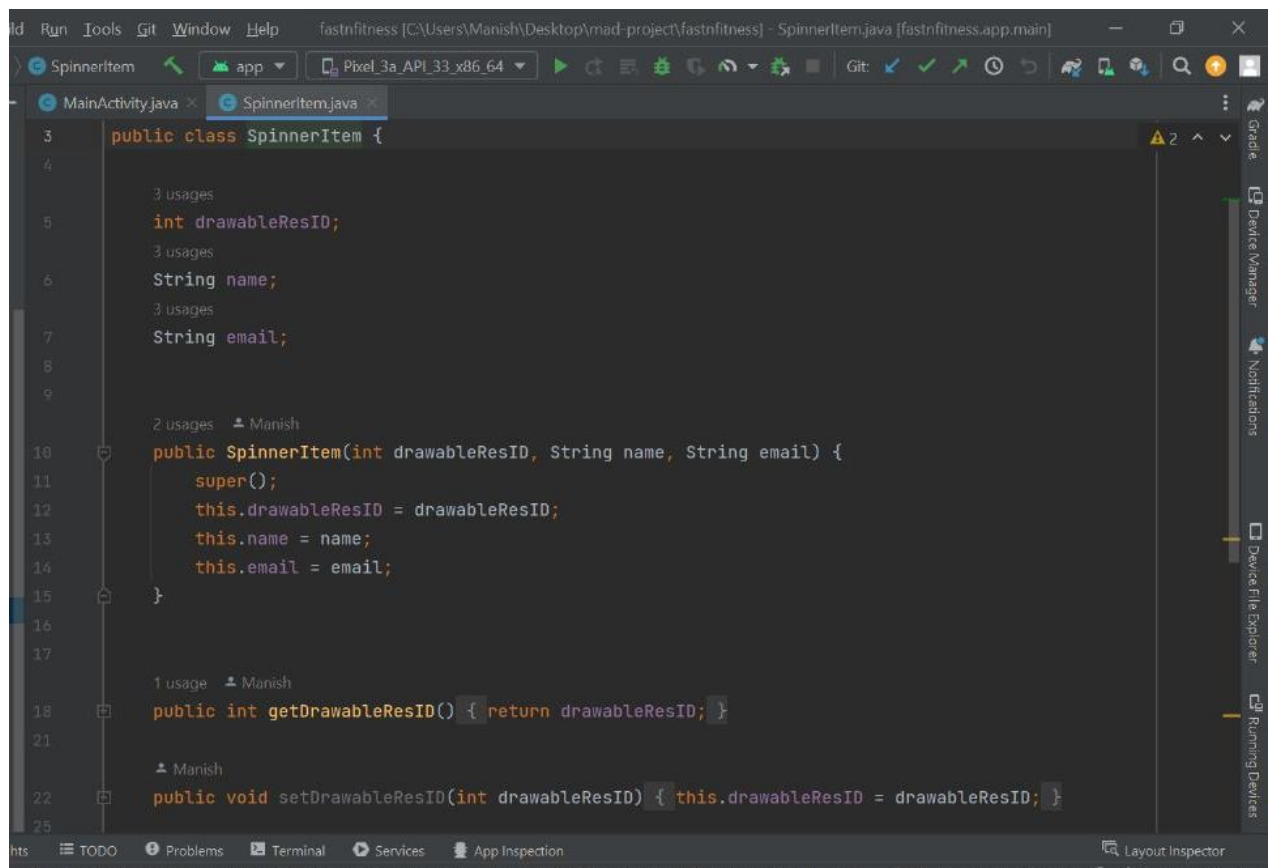 ld Run Tools Git Window Help fastnfitness [C:\Users\Manish\Desktop\mad-project\fastnfitness] - SpinnerItem.java [fastnfitness.app.main]
SpinnerItem app Pixel_3a_API_33_x86_64 Git:
MainActivity.java SpinnerItem.java
3 public class SpinnerItem { 2
4
3 usages
5 int drawableResID;
3 usages
6 String name;
3 usages
7 String email;
8
9
2 usages Manish
10 public SpinnerItem(int drawableResID, String name, String email) {
11 super();
12 this.drawableResID = drawableResID;
13 this.name = name;
14 this.email = email;
15 }
16
17
1 usage Manish
18 public int getDrawableResID() { return drawableResID; }
21
Manish
22 public void setDrawableResID(int drawableResID) { this.drawableResID = drawableResID; }
25
hts TODO Problems Terminal Services App Inspection Layout Inspector
Gradle
Device Manager
Notifications
Device File Explorer
Running Devices